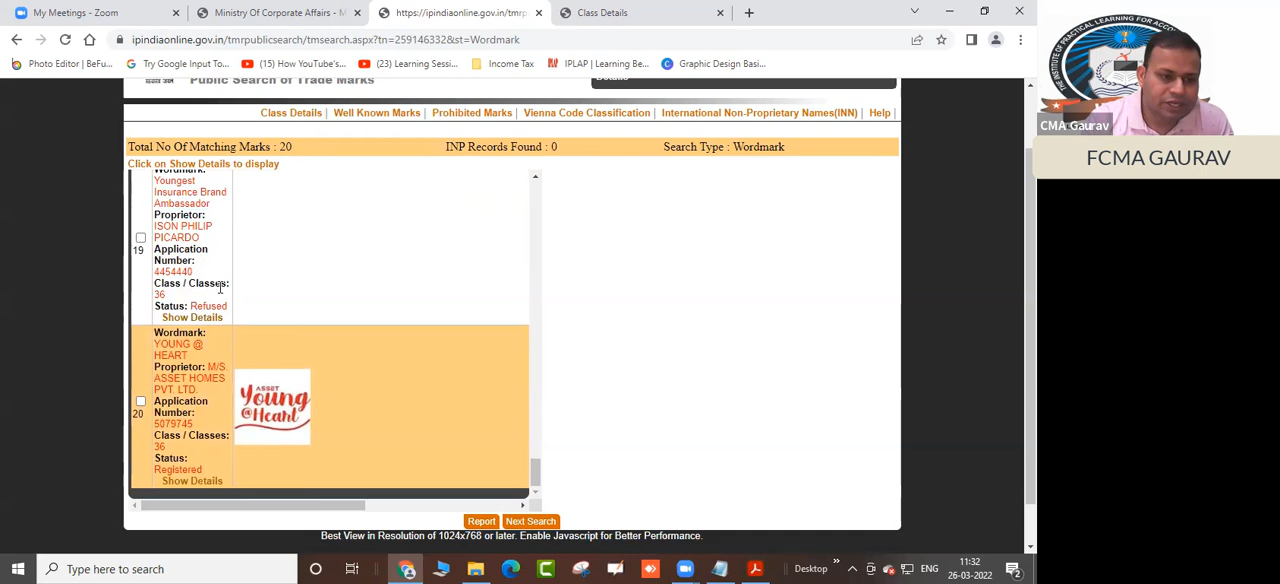 My Meetings - Zoom
Ministry Of Corporate Affairs - M
https://ipindiaonline.gov.in/tmrp
Class Details
ipindiaonline.gov.in/tmrpublicsearch/tmsearch.aspx?tn=259146332&st=Wordmark
Photo Editor | BeFu...
Try Google Input To...
(15) How YouTube's...
(23) Learning Sessi...
Income Tax
IPLAP | Learning Be...
Graphic Design Basi...
Public Search of Trade Marks
Details
Class Details
Well Known Marks
Prohibited Marks
Vienna Code Classification
International Non-Proprietary Names(INN)
Help
Total No Of Matching Marks : 20
INP Records Found : 0
Search Type : Wordmark
Click on Show Details to display
Wordmark:
Youngest
Insurance Brand
Ambassador
Proprietor:
ISON PHILIP
PICARDO
19
Application
Number:
4454440
Class / Classes:
36
Status: Refused
Show Details
Wordmark:
YOUNG @
HEART
Proprietor: M/S.
ASSET HOMES
PVT. LTD.
20
Application
Number:
5079745
Class / Classes:
36
Status:
Registered
Show Details
ASSET
Young
@Heart
Report
Next Search
Best View in Resolution of 1024x768 or later. Enable Javascript for Better Performance.
CMA Gaurav
FCMA GAURAV
Type here to search
Desktop
ENG
11:32
26-03-2022
2